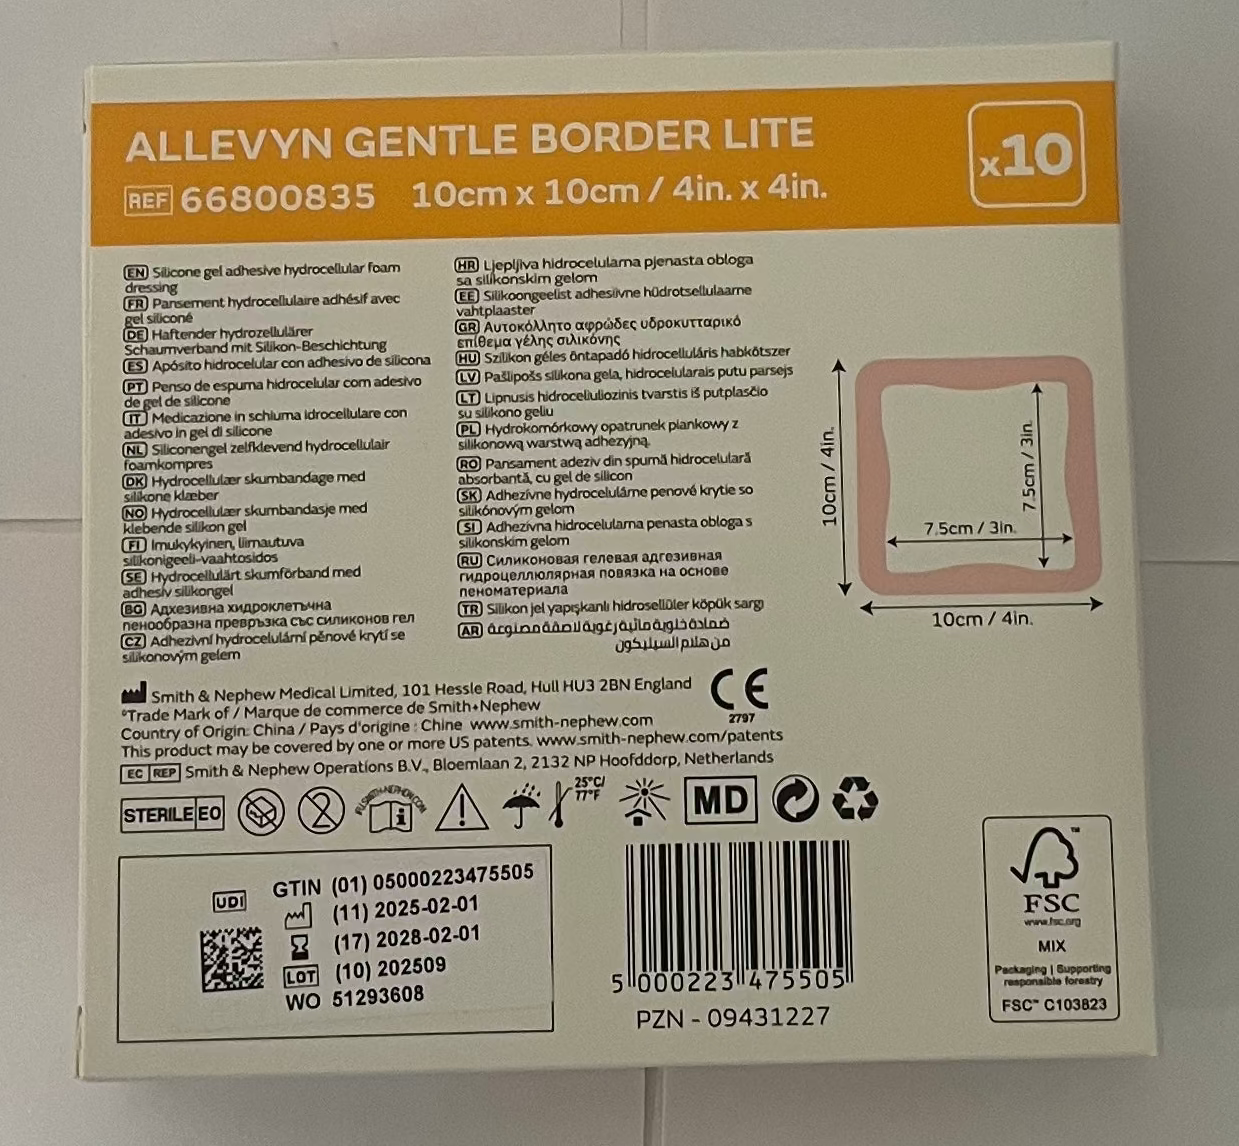 ALLEVYN GENTLE BORDER LITE
REF 66800835 10cm x 10cm / 4in. x 4in.
x10
EN Silicone gel adhesive hydrocellular foam
dressing
FR Pansement hydrocellulaire adhésif avec
gel siliconé
DE Haftender hydrozellulärer
Schaumverband mit Silikon-Beschichtung
ES Apósito hidrocelular con adhesivo de silicona
PT Penso de espuma hidrocelular com adesivo
de gel de silicone
IT Medicazione in schiuma idrocellulare con
adesivo in gel di silicone
NL Siliconengel zelfklevend hydrocellulair
foamkompres
DK Hydrocellulær skumbandage med
silikone klæber
NO Hydrocellulær skumbandasje med
klebende silikon gel
FI Imukykyinen, liimautuva
silikonigeeli-vaahtosidos
SE Hydrocellulärt skumförband med
adhesiv silikongel
BG Адхезивна хидроклетъчна
пенообразна превръзка със силиконов гел
CZ Adhezivní hydrocelulární pěnové krytí se
silikonovým gelem
HR Ljepljiva hidrocelularna pjenasta obloga
sa silikonskim gelom
EE Silikoongeelist adhesiivne hüdrotsellulaarne
vahtplaaster
GR Αυτοκόλλητο αφρώδες υδροκυτταρικό
επίθεμα γέλης σιλικόνης
HU Szilikon géles öntapadó hidrocelluláris habkötszer
LV Pašlipošs silikona gela, hidrocelularais putu parsejs
LT Lipnusis hidroceliuliozinis tvarstis iš putplasčio
su silikono geliu
PL Hydrokomórkowy opatrunek piankowy z
silikonową warstwą adhezyjną
RO Pansament adeziv din spumă hidrocelulară
absorbantă, cu gel de silicon
SK Adhezívne hydrocelulárne penové krytie so
silikónovým gelom
SI Adhezivna hidrocelularna penasta obloga s
silikonskim gelom
RU Силиконовая гелевая адгезивная
гидроцеллюлярная повязка на основе
пеноматериала
TR Silikon jel yapışkanlı hidroselüler köpük sargı
AR ضمادة خلوية مائية رغوية لاصقة مصنوعة
من هلام السيليكون
10cm / 4in.
7.5cm / 3in.
7.5cm / 3in.
10cm / 4in.
Smith & Nephew Medical Limited, 101 Hessle Road, Hull HU3 2BN England
°Trade Mark of / Marque de commerce de Smith+Nephew
Country of Origin: China / Pays d'origine : Chine www.smith-nephew.com
This product may be covered by one or more US patents. www.smith-nephew.com/patents
CE
2797
EC REP Smith & Nephew Operations B.V., Bloemlaan 2, 2132 NP Hoofddorp, Netherlands
STERILE EO
2
25°C/
77°F
MD
UDI
GTIN (01) 05000223475505
(11) 2025-02-01
(17) 2028-02-01
LOT (10) 202509
WO 51293608
5 000223 475505
PZN - 09431227
FSC™
www.fsc.org
MIX
Packaging | Supporting
responsible forestry
FSC™ C103823